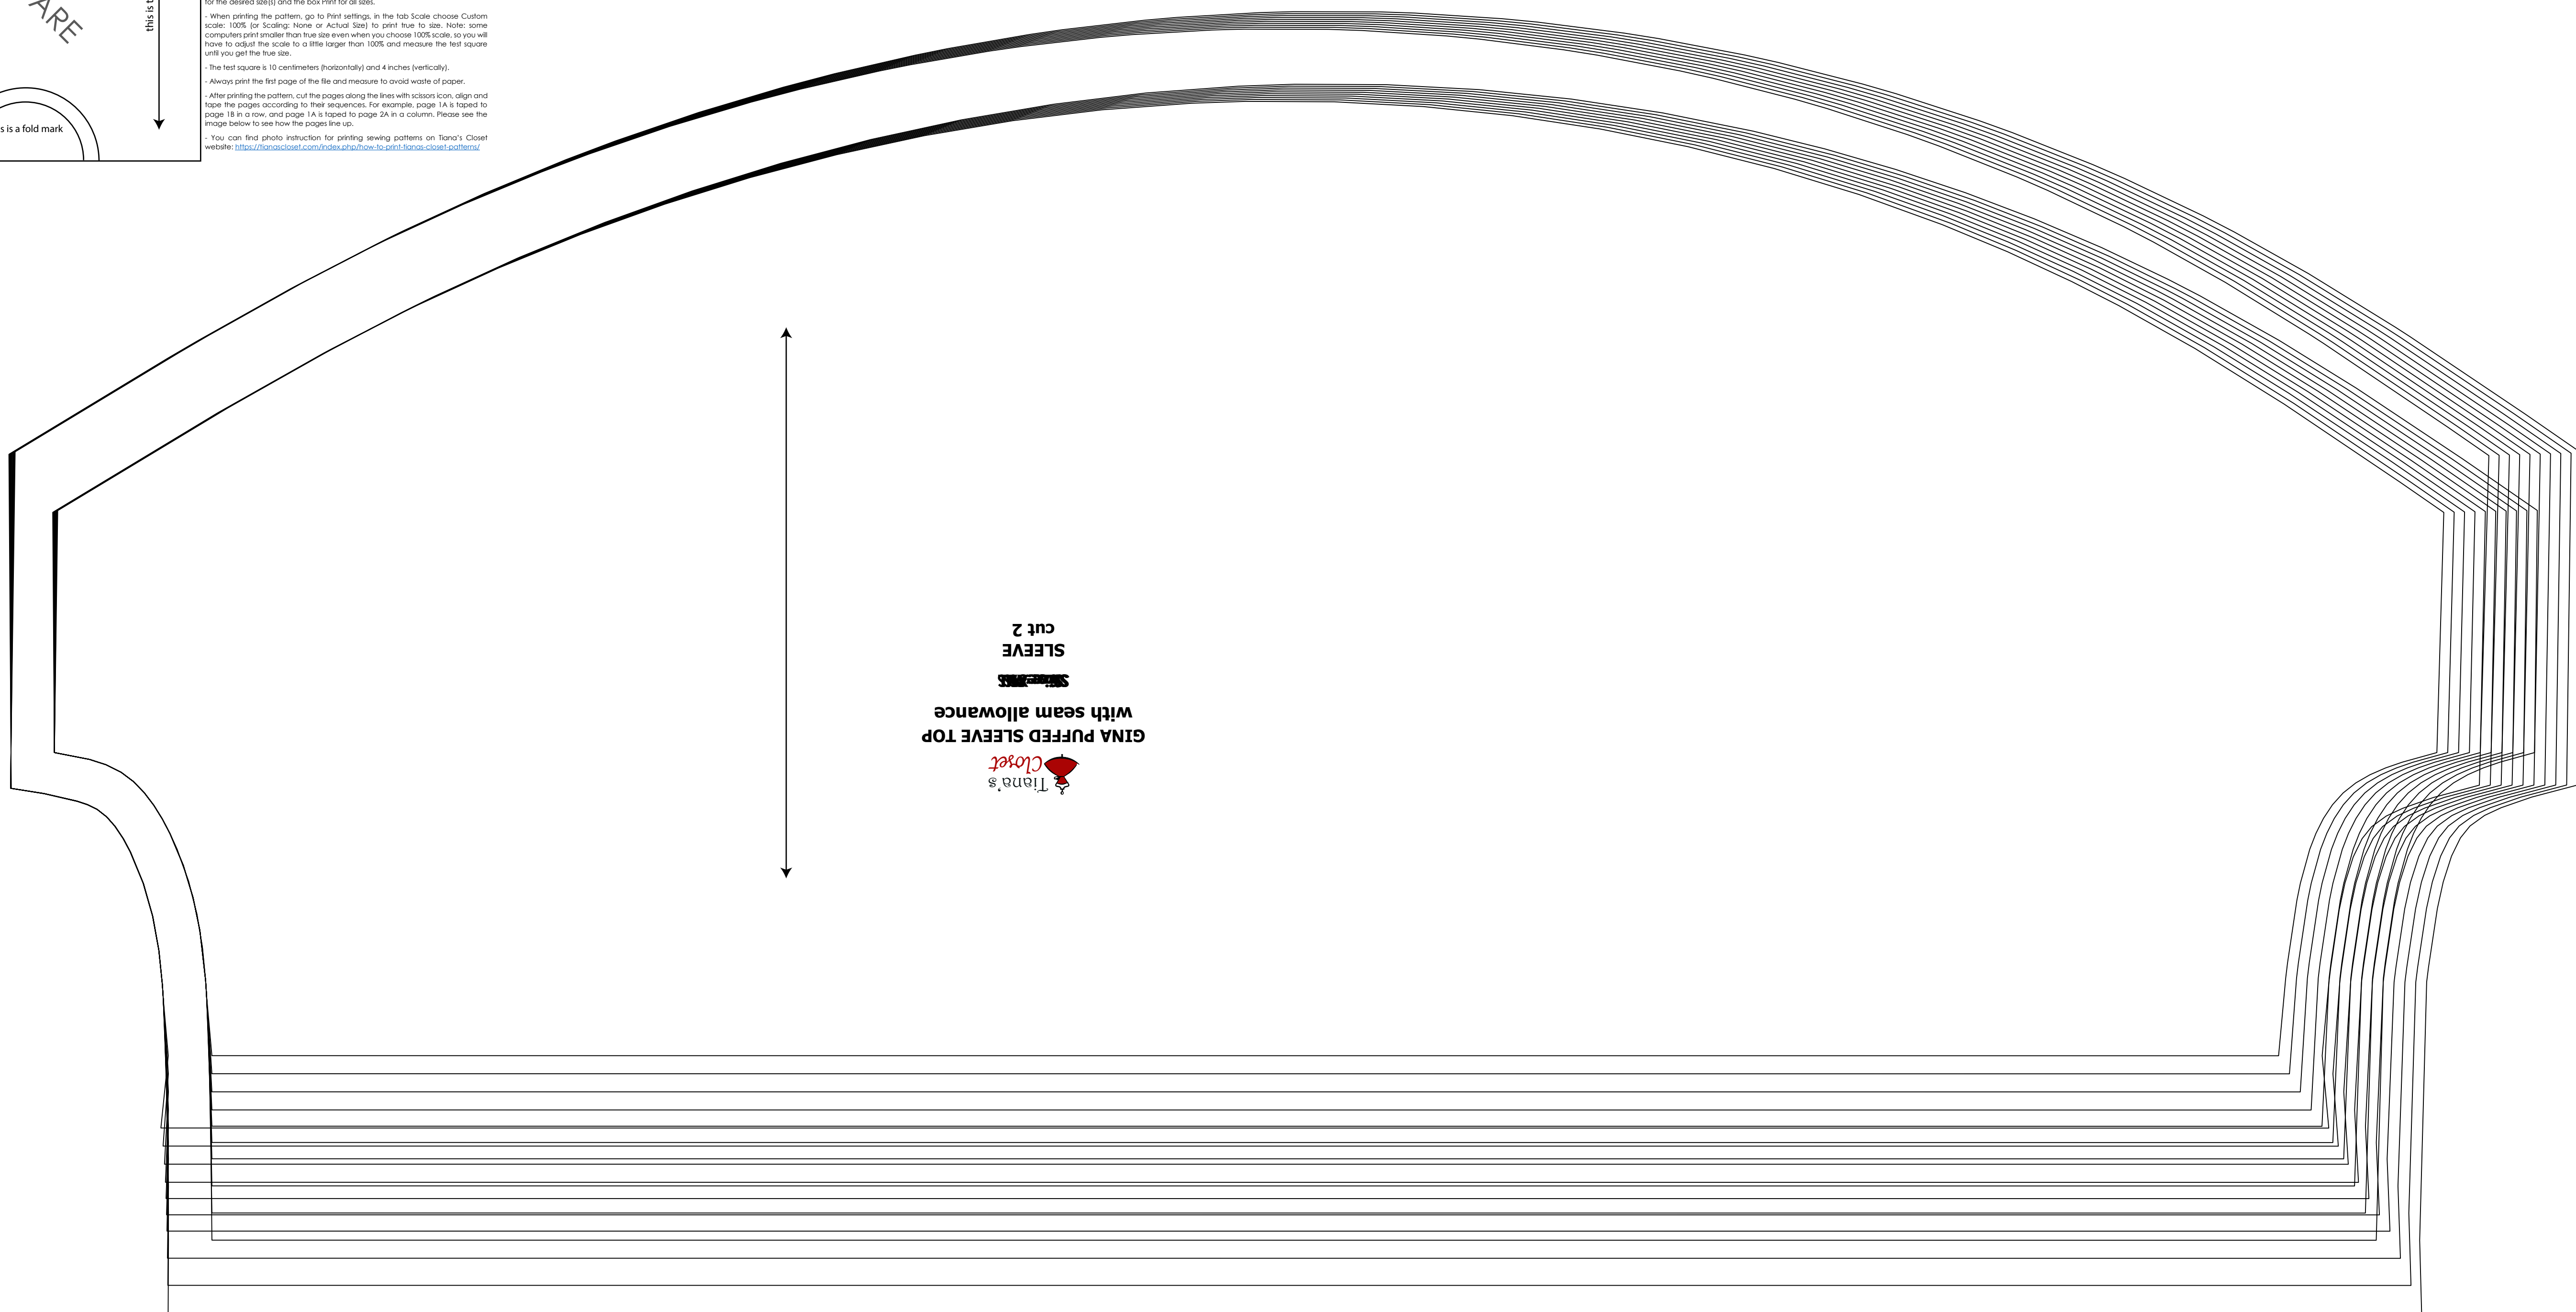 ARE
this is t
s is a fold mark
for the desired size(s) and the box Print for all sizes.
- When printing the pattern, go to Print settings, in the tab Scale choose Custom
scale: 100% (or Scaling: None or Actual Size) to print true to size. Note: some
computers print smaller than true size even when you choose 100% scale, so you will
have to adjust the scale to a little larger than 100% and measure the test square
until you get the true size.
- The test square is 10 centimeters (horizontally) and 4 inches (vertically).
- Always print the first page of the file and measure to avoid waste of paper.
- After printing the pattern, cut the pages along the lines with scissors icon, align and
tape the pages according to their sequences. For example, page 1A is taped to
page 1B in a row, and page 1A is taped to page 2A in a column. Please see the
image below to see how the pages line up.
- You can find photo instruction for printing sewing patterns on Tiana's Closet
website: https://tianascloset.com/index.php/how-to-print-tianas-closet-patterns/
Tiana's
Closet
GINA PUFFED SLEEVE TOP
with seam allowance
SLEEVE
cut 2